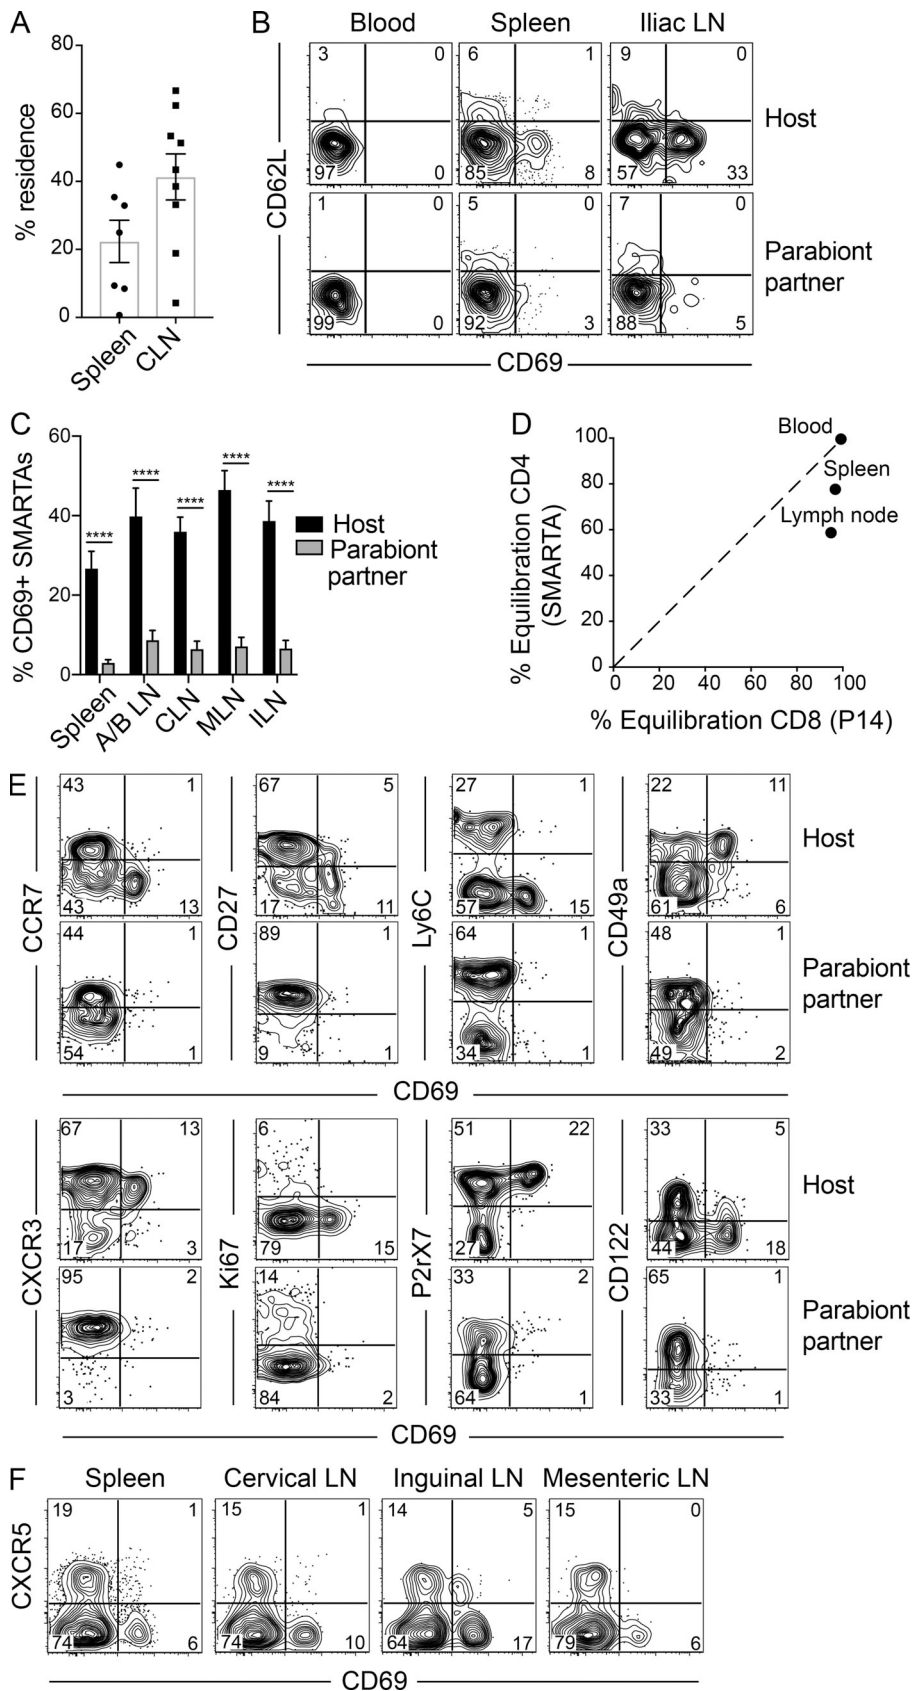 A
% residence
80
60
40
20
0
Spleen
CLN
B
Blood
Spleen
Iliac LN
3
0
6
1
9
0
Host
97
0
85
8
57
33
CD62L
1
0
5
0
7
0
Parabiont
partner
99
0
92
3
88
5
CD69
C
% CD69+ SMARTAs
60
40
20
0
****
****
****
****
****
Host
Parabiont
partner
Spleen
A/B LN
CLN
MLN
ILN
D
% Equilibration CD4
(SMARTA)
100
80
60
40
20
0
Blood
Spleen
Lymph node
0
20
40
60
80
100
% Equilibration CD8 (P14)
E
CCR7
43
1
43
13
44
1
54
1
CD27
67
5
17
11
89
1
9
1
Ly6C
27
1
57
15
64
1
34
1
CD49a
22
11
61
6
48
1
49
2
Host
Parabiont
partner
CD69
CXCR3
67
13
17
3
95
2
3
Ki67
6
79
15
14
84
2
P2rX7
51
22
27
33
2
64
1
CD122
33
5
44
18
65
1
33
1
Host
Parabiont
partner
CD69
F
Spleen
Cervical LN
Inguinal LN
Mesenteric LN
CXCR5
19
1
74
6
15
1
74
10
14
5
64
17
15
0
79
6
CD69